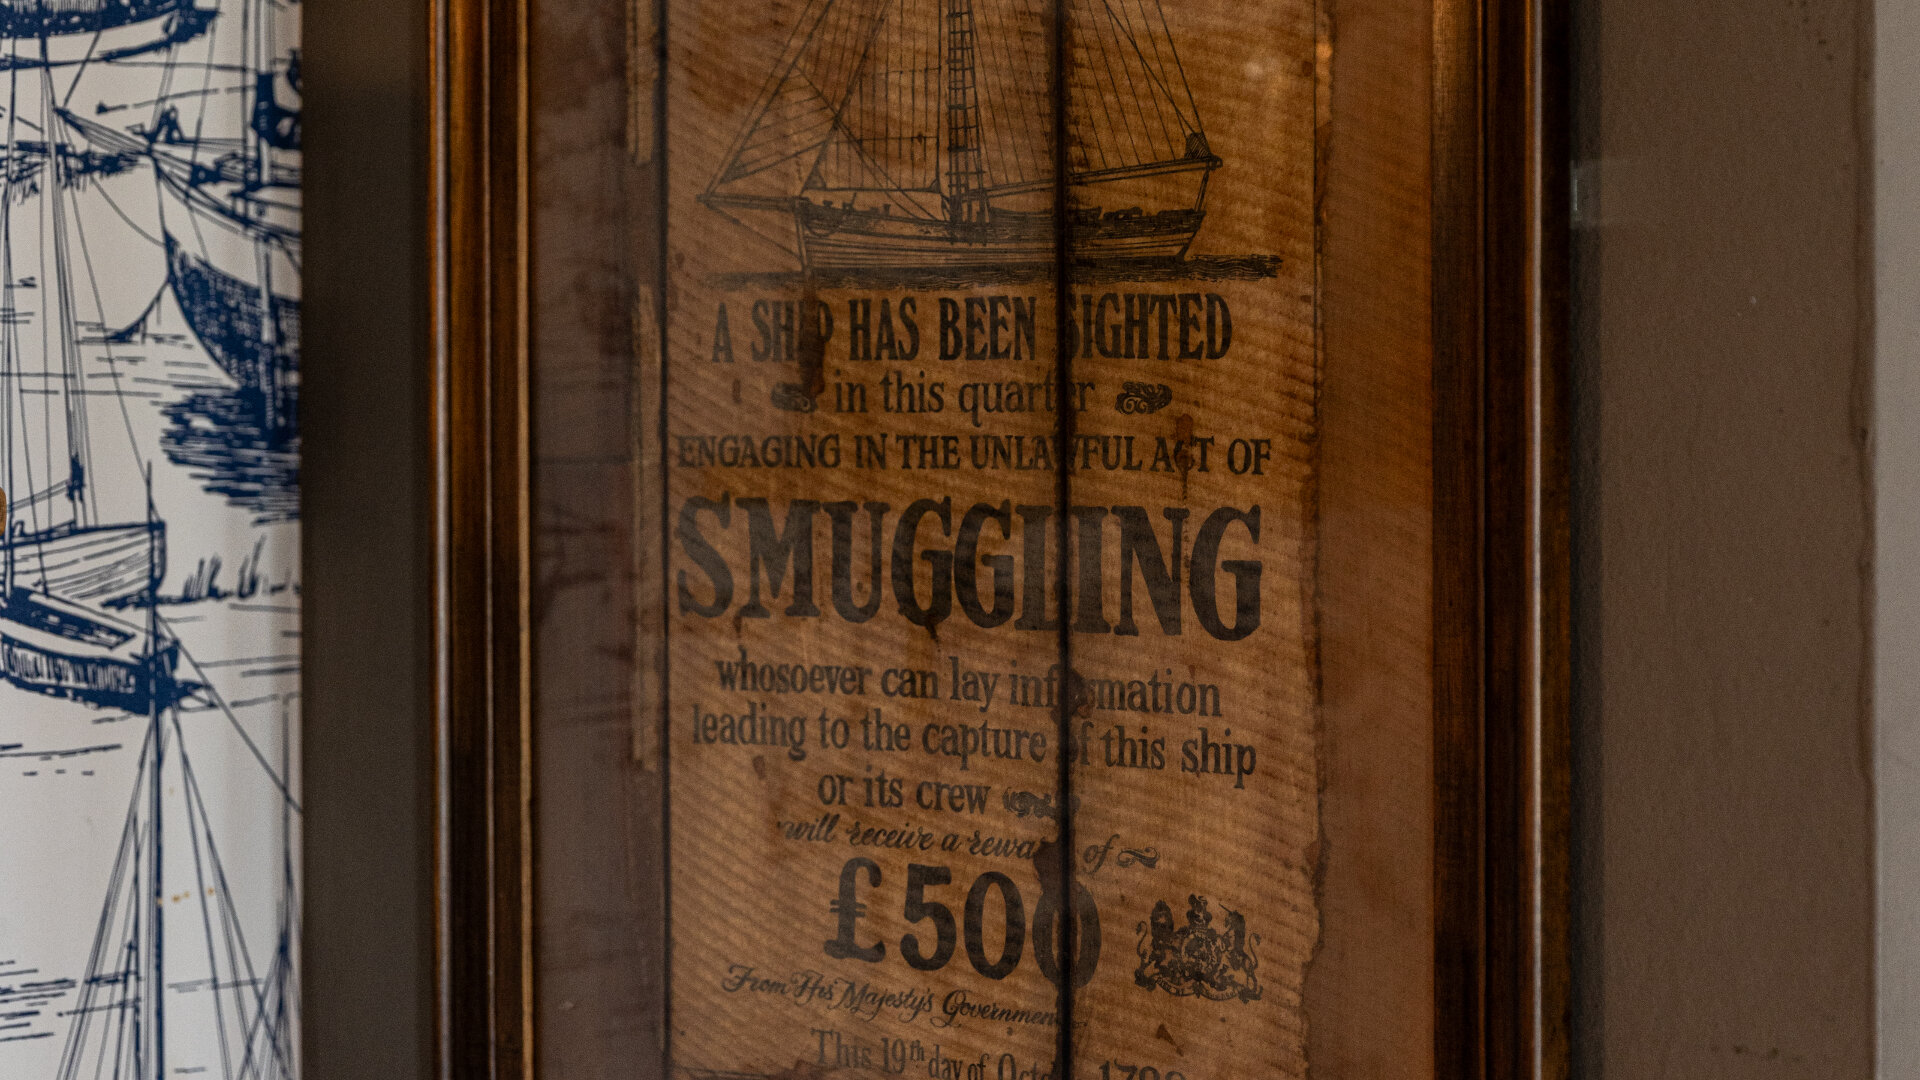 A SHIP HAS BEEN SIGHTED
in this quarter
ENGAGING IN THE UNLAWFUL ACT OF
SMUGGLING
whosoever can lay information
leading to the capture of this ship
or its crew
will receive a reward of
£500
From His Majesty's Government
This 19th day of